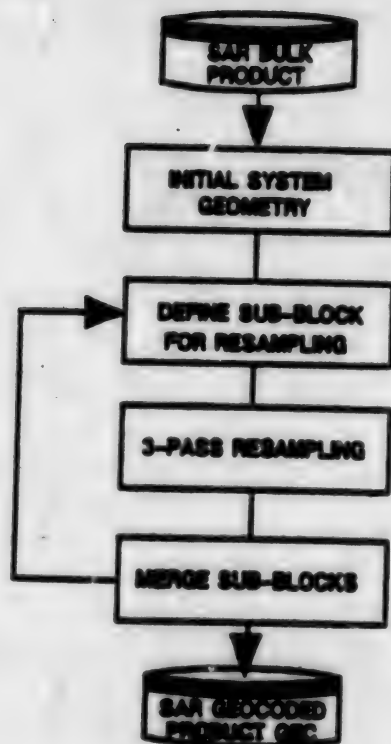 SAR BULK
PRODUCT
INITIAL SYSTEM
GEOMETRY
DEFINE SUB-BLOCK
FOR RESAMPLING
3-PASS RESAMPLING
MERGE SUB-BLOCKS
SAR GEOCODED
PRODUCT GEC